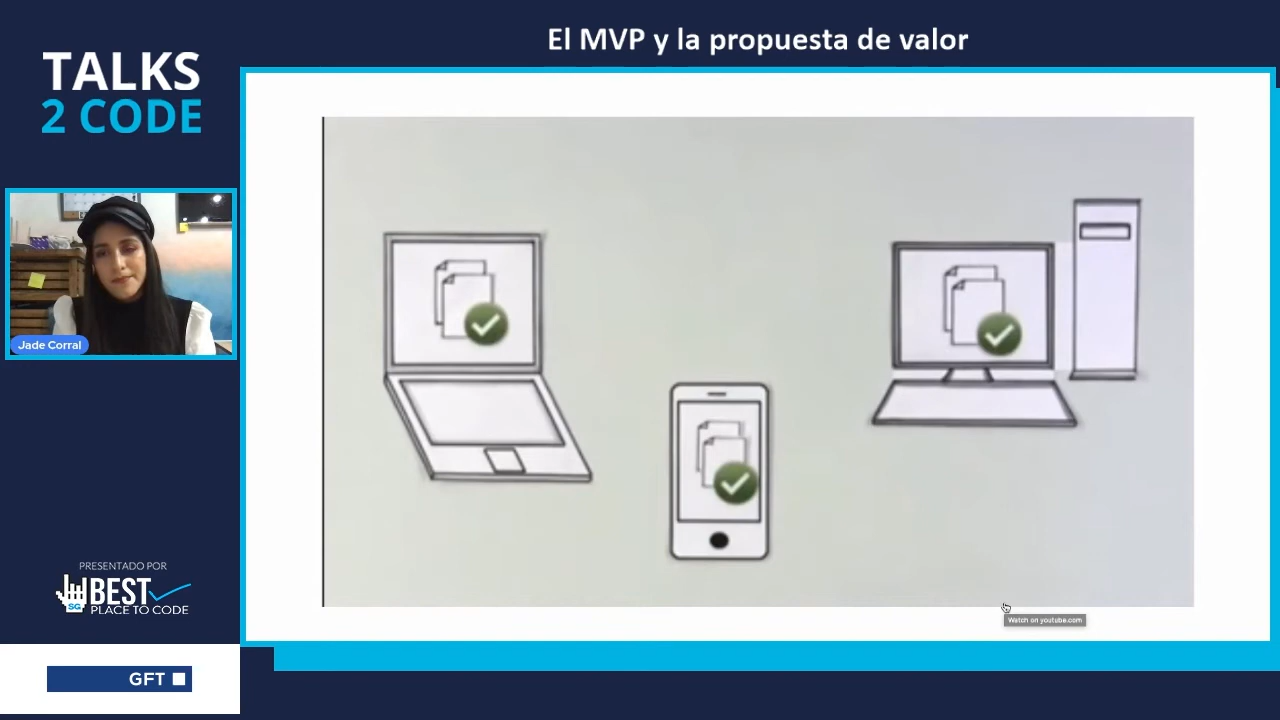 El MVP y la propuesta de valor
TALKS
2 CODE
Jade Corral
Watch on youtube.com
PRESENTADO POR
SG
BEST
PLACE TO CODE
GFT